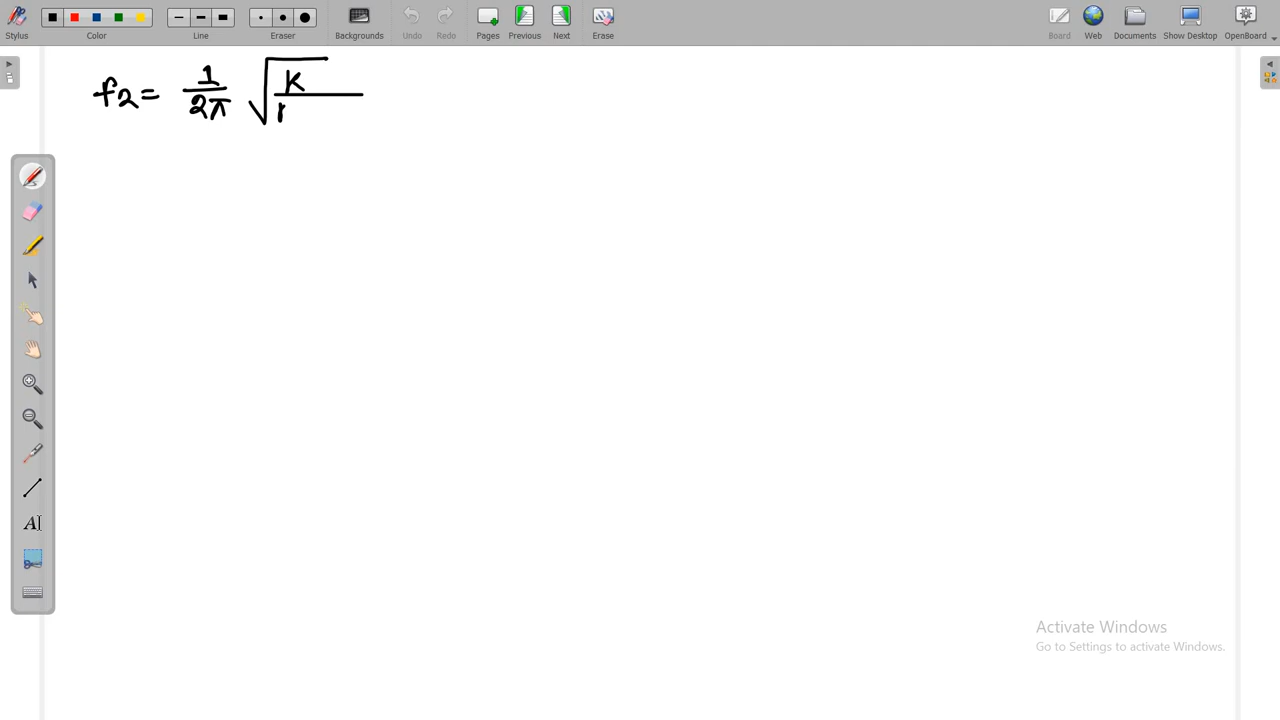 Stylus Color Line Eraser Backgrounds Undo Redo Pages Previous Next Erase Board Web Documents Show Desktop OpenBoard
f2 = 1/2π √K/
A
Activate Windows
Go to Settings to activate Windows.